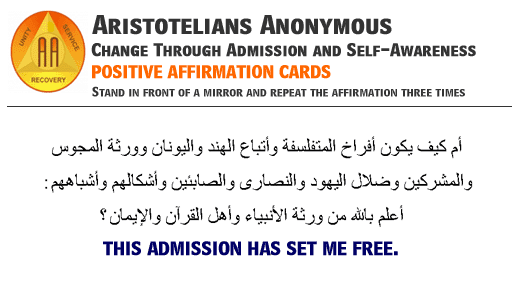 UNITY
SERVICE
AA
RECOVERY
ARISTOTELIANS ANONYMOUS
CHANGE THROUGH ADMISSION AND SELF-AWARENESS
POSITIVE AFFIRMATION CARDS
STAND IN FRONT OF A MIRROR AND REPEAT THE AFFIRMATION THREE TIMES
أم كيف يكون أفراخ المتفلسفة وأتباع الهند واليونان وورثة المجوس
والمشركين وضلال اليهود والنصارى والصابئين وأشكالهم وأشباههم:
أعلم بالله من ورثة الأنبياء وأهل القرآن والإيمان؟
THIS ADMISSION HAS SET ME FREE.